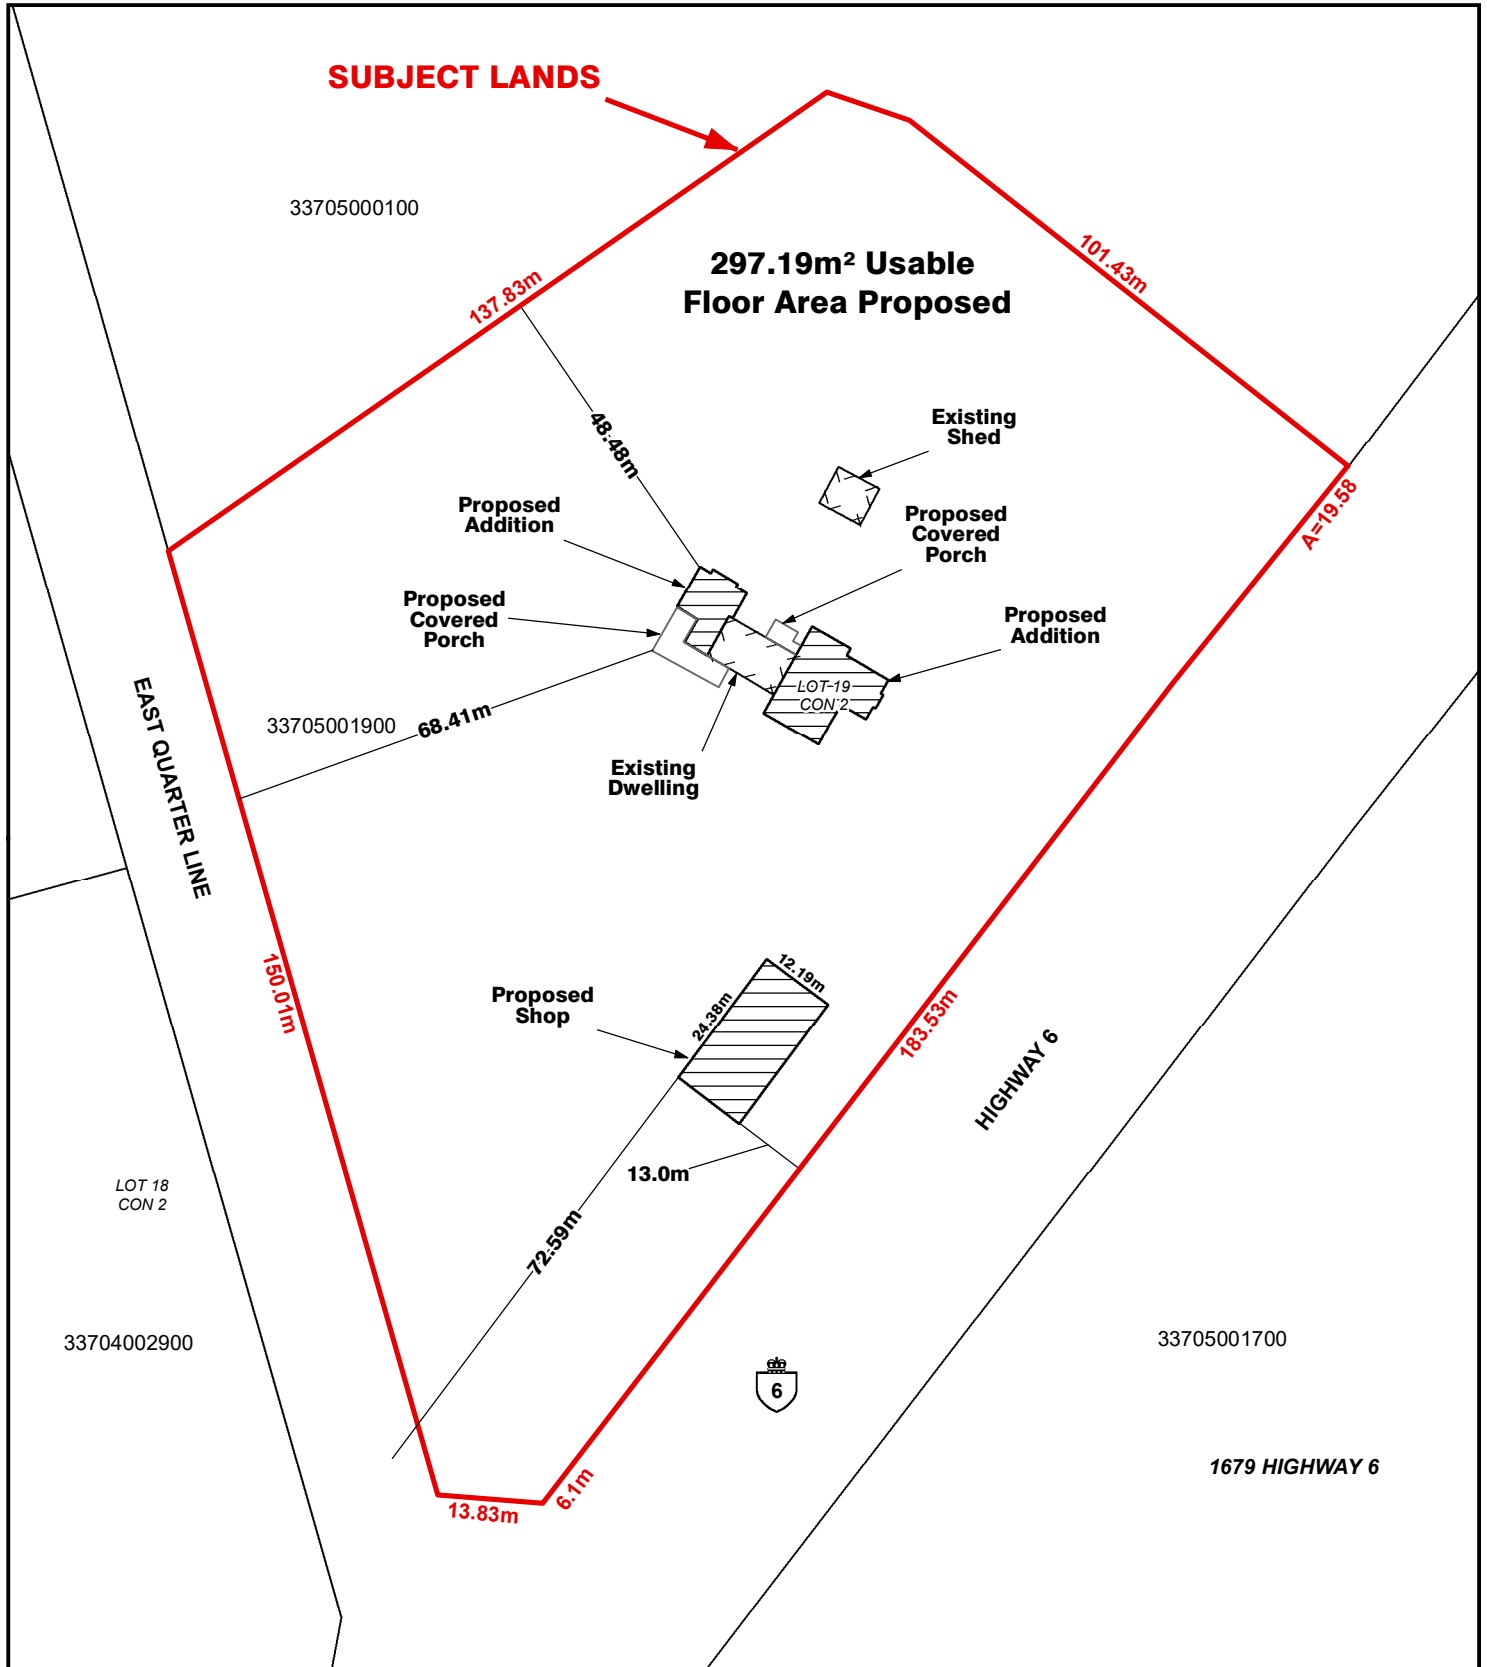 SUBJECT LANDS
33705000100
137.83m
297.19m² Usable
Floor Area Proposed
101.43m
48.48m
Existing
Shed
A=19.58
Proposed
Addition
Proposed
Covered
Porch
Proposed
Covered
Porch
Proposed
Addition
LOT 19
CON 2
33705001900
68.41m
EAST QUARTER LINE
Existing
Dwelling
150.01m
Proposed
Shop
12.19m
24.38m
183.53m
HIGHWAY 6
13.0m
LOT 18
CON 2
72.59m
33704002900
33705001700
6
1679 HIGHWAY 6
13.83m
6.1m